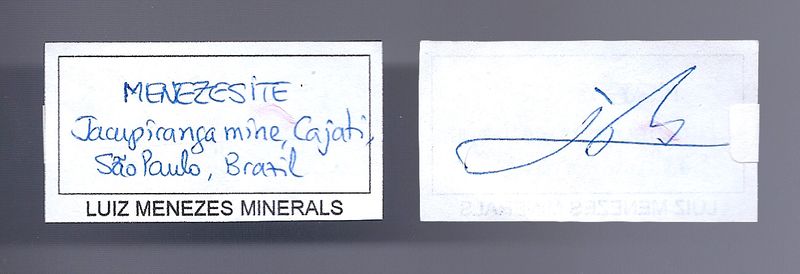 MENEZESITE
Jacupiranga mine, Cajati,
São Paulo, Brazil
LUIZ MENEZES MINERALS